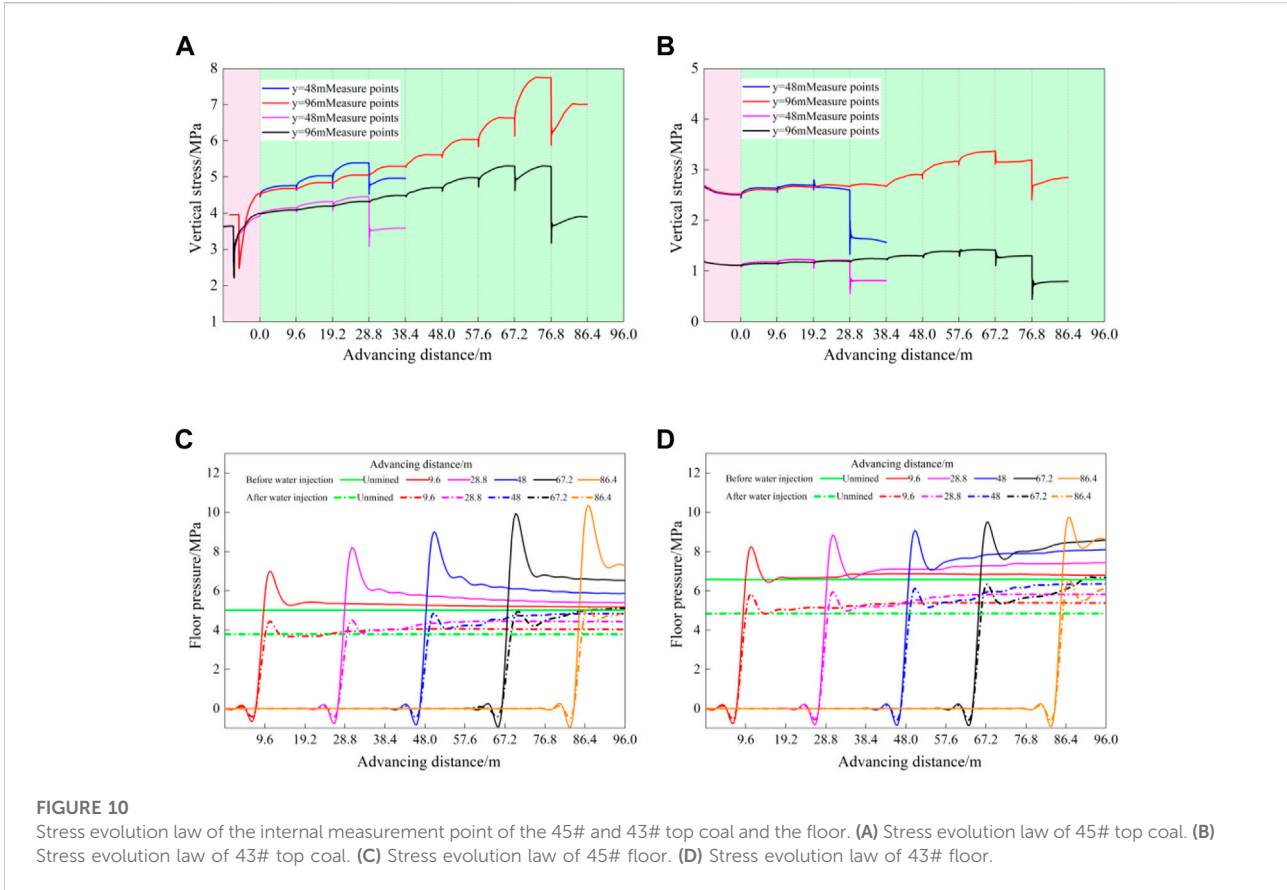 A
8
7
6
5
4
3
2
1
Vertical stress/MPa
y=48mMeasure points
y=96mMeasure points
y=48mMeasure points
y=96mMeasure points
0.0 9.6 19.2 28.8 38.4 48.0 57.6 67.2 76.8 86.4 96.0
Advancing distance/m
B
5
4
3
2
1
0
Vertical stress/MPa
y=48mMeasure points
y=96mMeasure points
y=48mMeasure points
y=96mMeasure points
0.0 9.6 19.2 28.8 38.4 48.0 57.6 67.2 76.8 86.4 96.0
Advancing distance/m
C
12
10
8
6
4
2
0
Floor pressure/MPa
Advancing distance/m
Before water injection Unmined 9.6 28.8 48 67.2 86.4
After water injection Unmined 9.6 28.8 48 67.2 86.4
9.6 19.2 28.8 38.4 48.0 57.6 67.2 76.8 86.4 96.0
Advancing distance/m
D
12
10
8
6
4
2
0
Floor pressure/MPa
Advancing distance/m
Before water injection Unmined 9.6 28.8 48 67.2 86.4
After water injection Unmined 9.6 28.8 48 67.2 86.4
9.6 19.2 28.8 38.4 48.0 57.6 67.2 76.8 86.4 96.0
Advancing distance/m
FIGURE 10
Stress evolution law of the internal measurement point of the 45# and 43# top coal and the floor. (A) Stress evolution law of 45# top coal. (B)
Stress evolution law of 43# top coal. (C) Stress evolution law of 45# floor. (D) Stress evolution law of 43# floor.